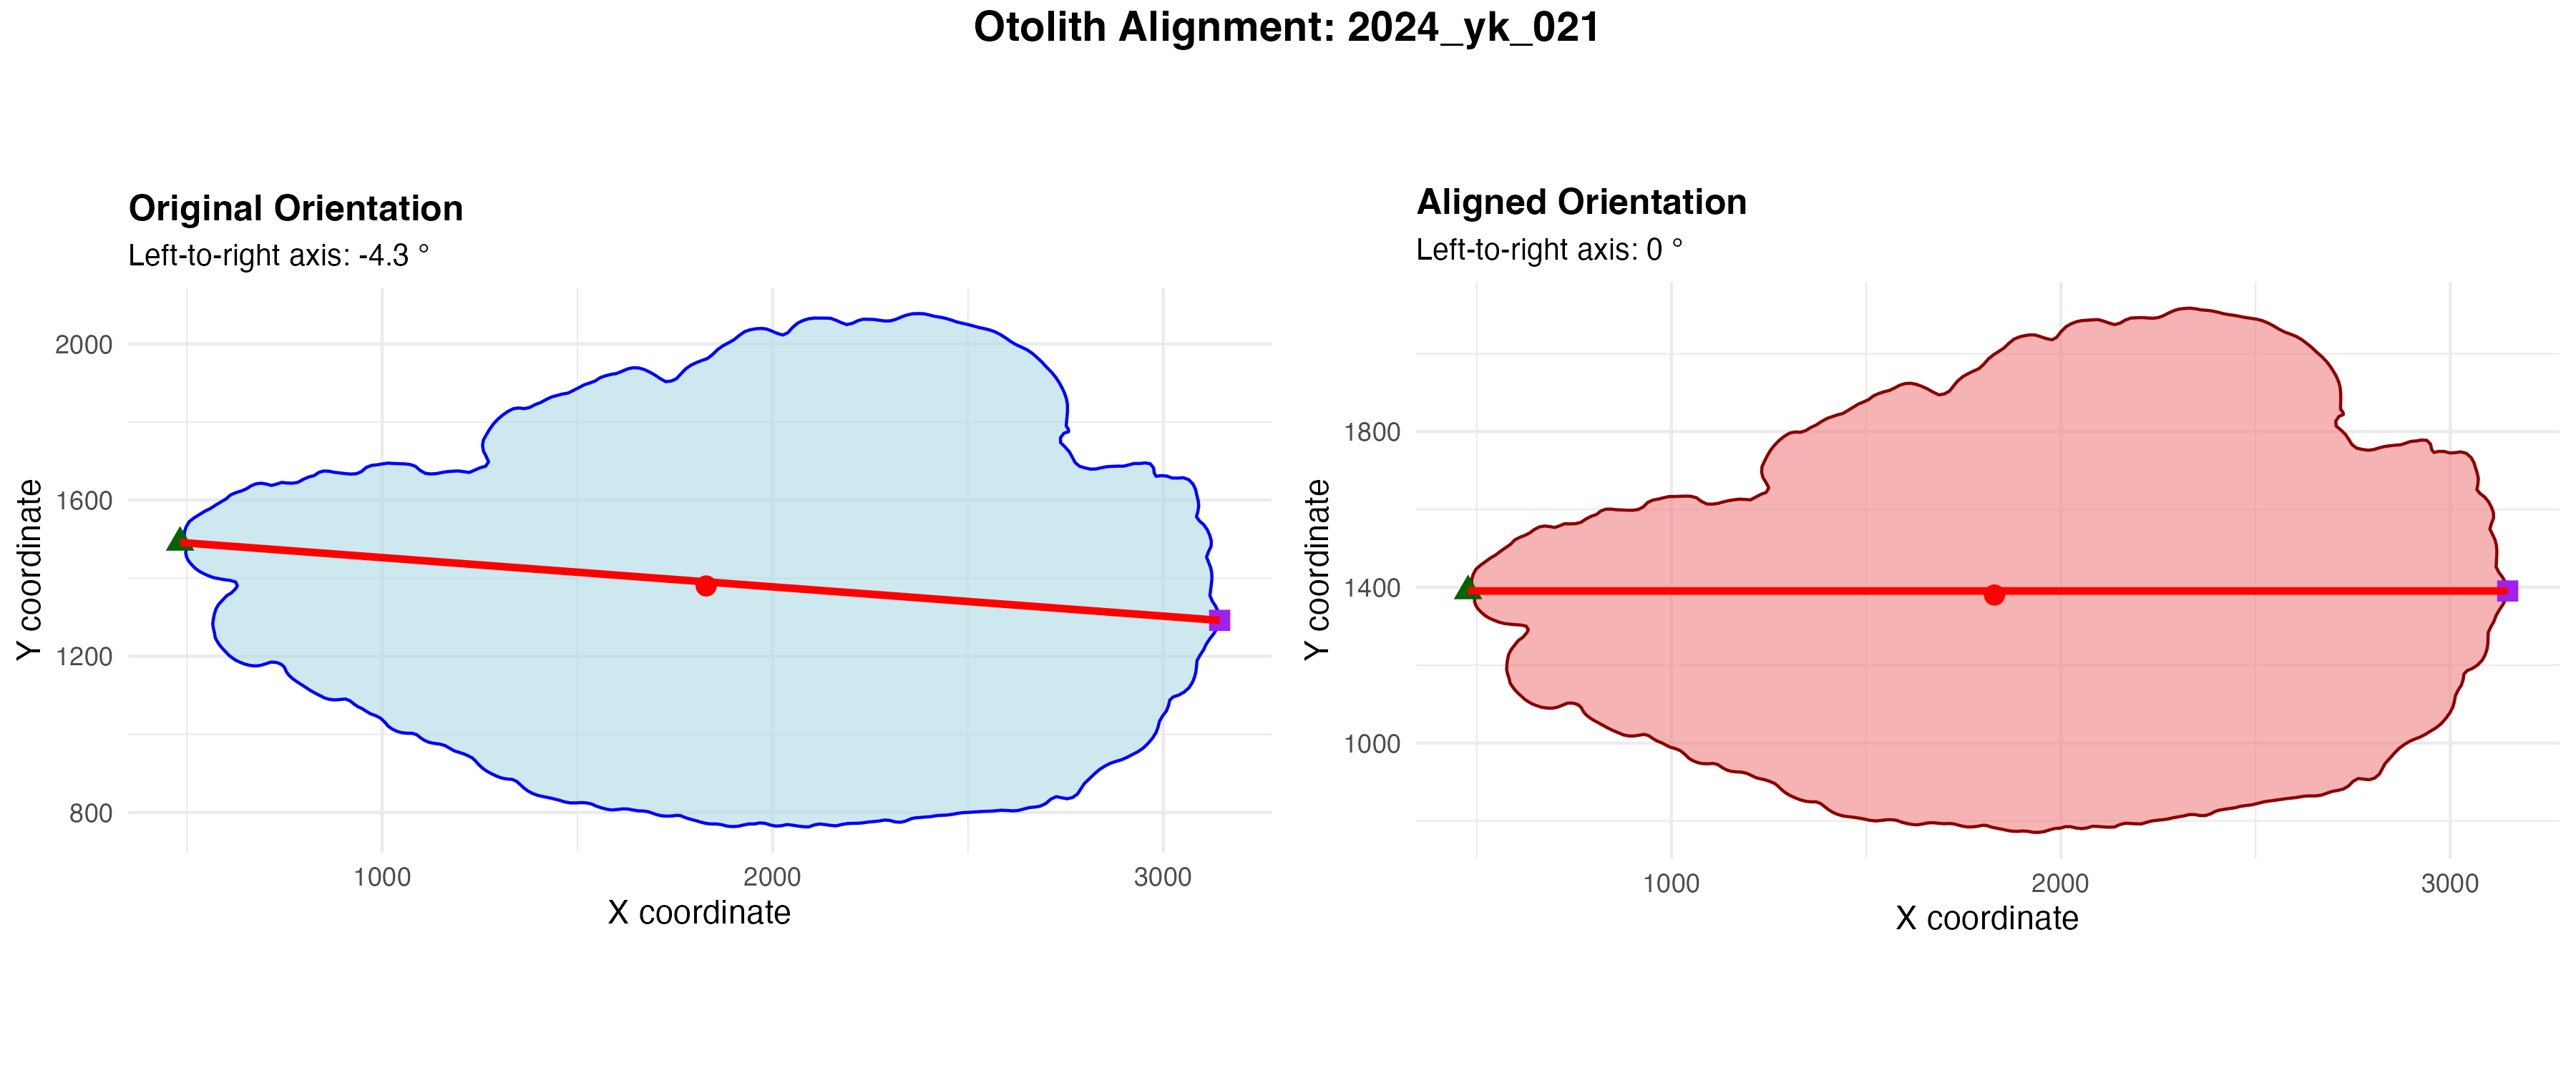 Otolith Alignment: 2024_yk_021
Original Orientation
Left-to-right axis: -4.3 °
2000
1600
1200
800
Y coordinate
1000
2000
3000
X coordinate
Aligned Orientation
Left-to-right axis: 0 °
1800
1400
1000
Y coordinate
1000
2000
3000
X coordinate